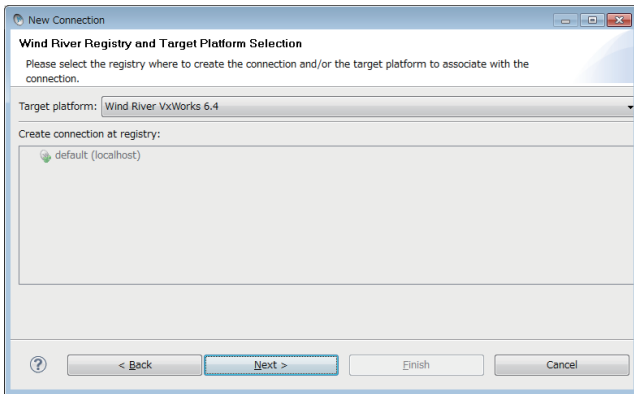 New Connection
Wind River Registry and Target Platform Selection
Please select the registry where to create the connection and/or the target platform to associate with the
connection.
Target platform: Wind River VxWorks 6.4
Create connection at registry:
default (localhost)
? < Back Next > Finish Cancel